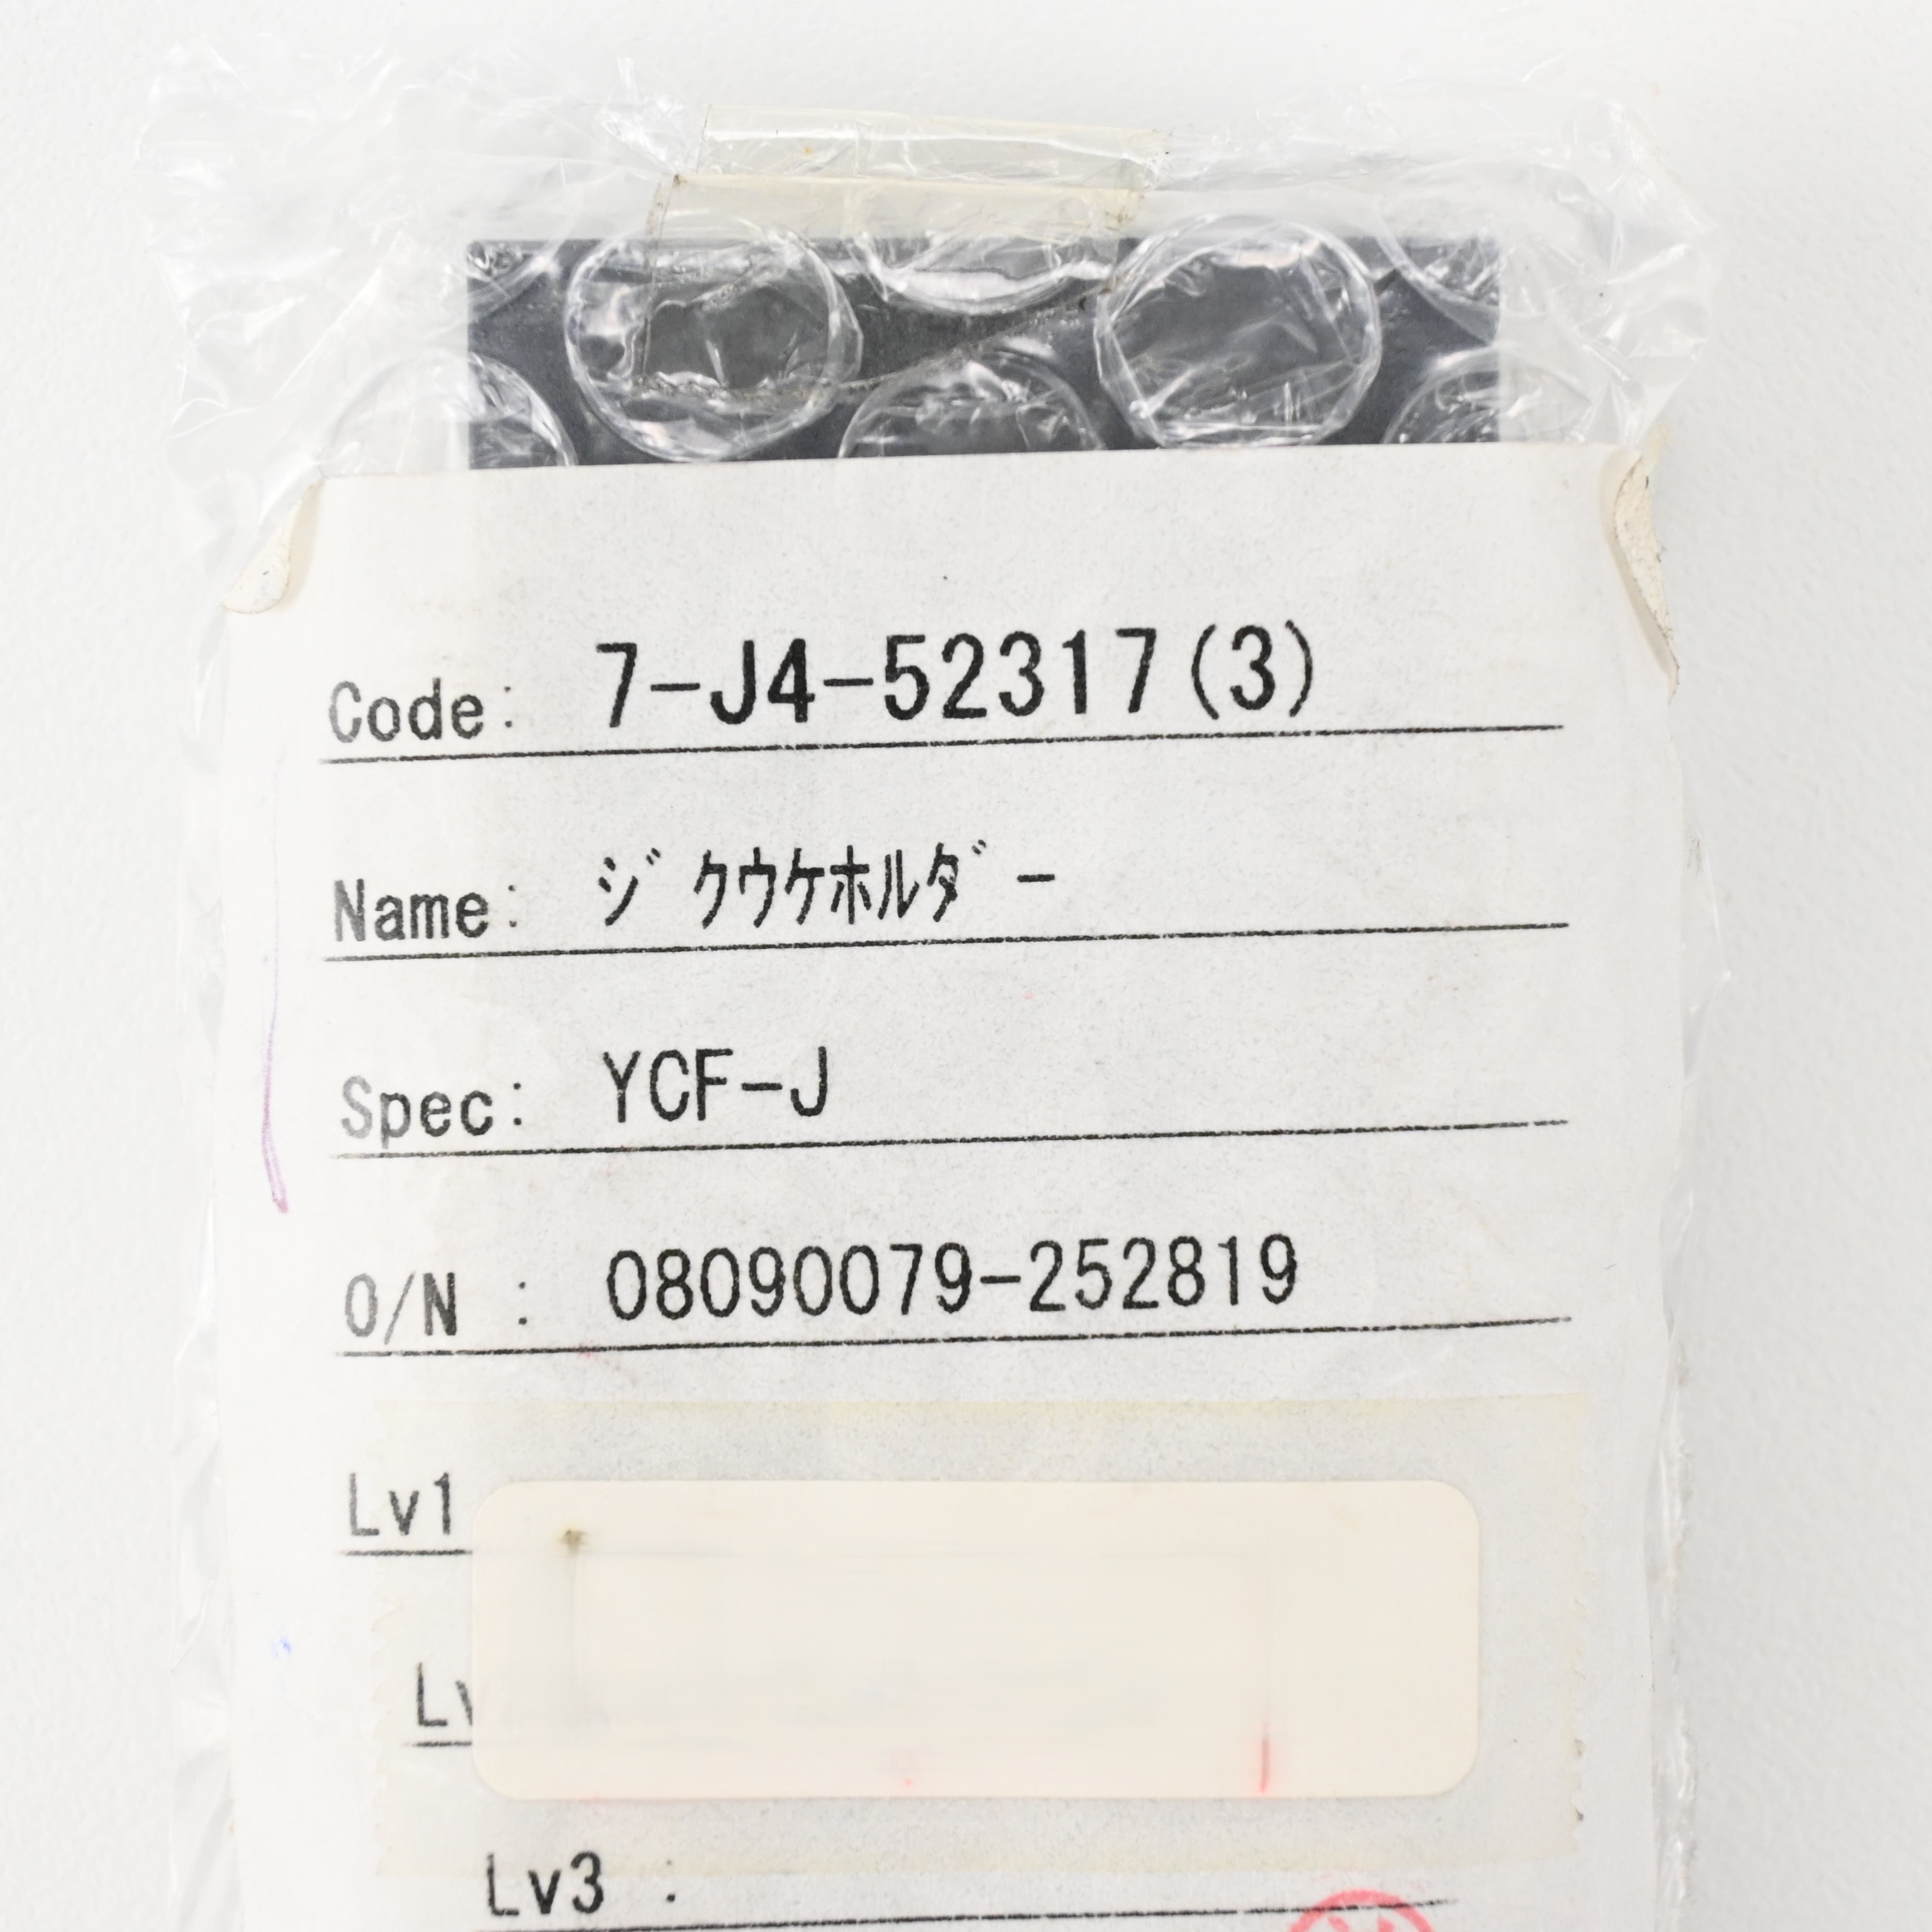 Code: 7-J4-52317(3)
Name: ｼﾞｸｳｹﾎﾙﾀﾞｰ
Spec: YCF-J
O/N : 08090079-252819
Lv1
Lv3 :